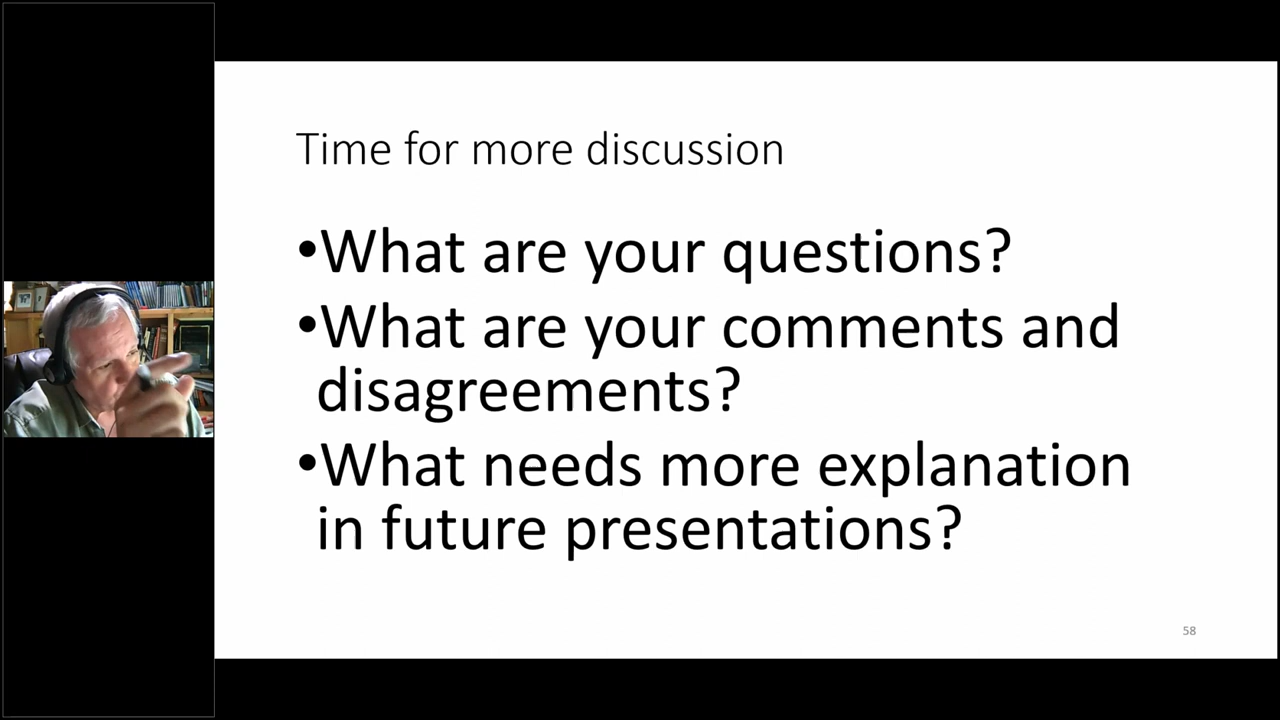 Time for more discussion
•What are your questions?
•What are your comments and
disagreements?
•What needs more explanation
in future presentations?
58